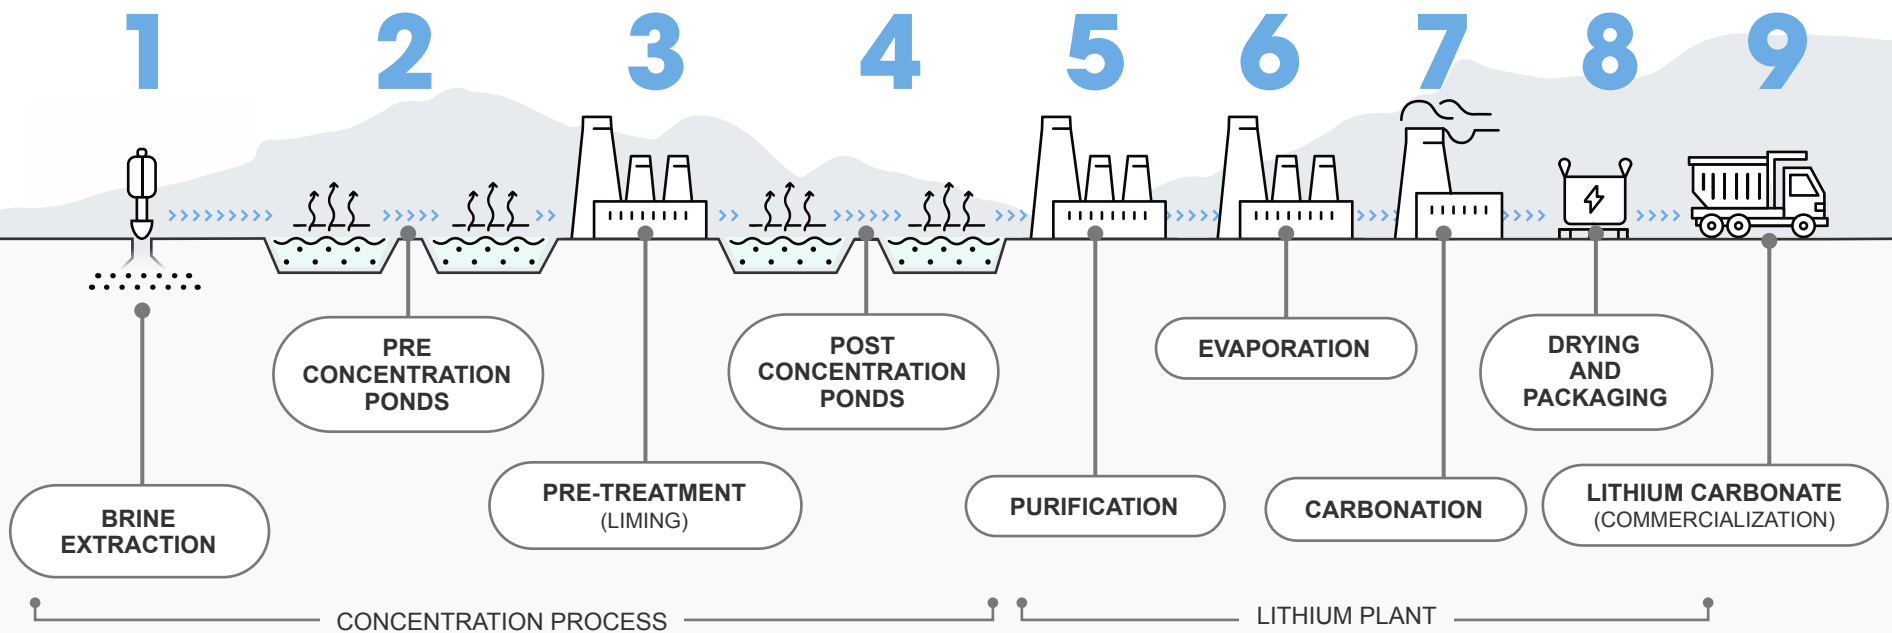 1 2 3 4 5 6 7 8 9
BRINE
EXTRACTION
PRE
CONCENTRATION
PONDS
PRE-TREATMENT
(LIMING)
POST
CONCENTRATION
PONDS
PURIFICATION
EVAPORATION
CARBONATION
DRYING
AND
PACKAGING
LITHIUM CARBONATE
(COMMERCIALIZATION)
CONCENTRATION PROCESS
LITHIUM PLANT